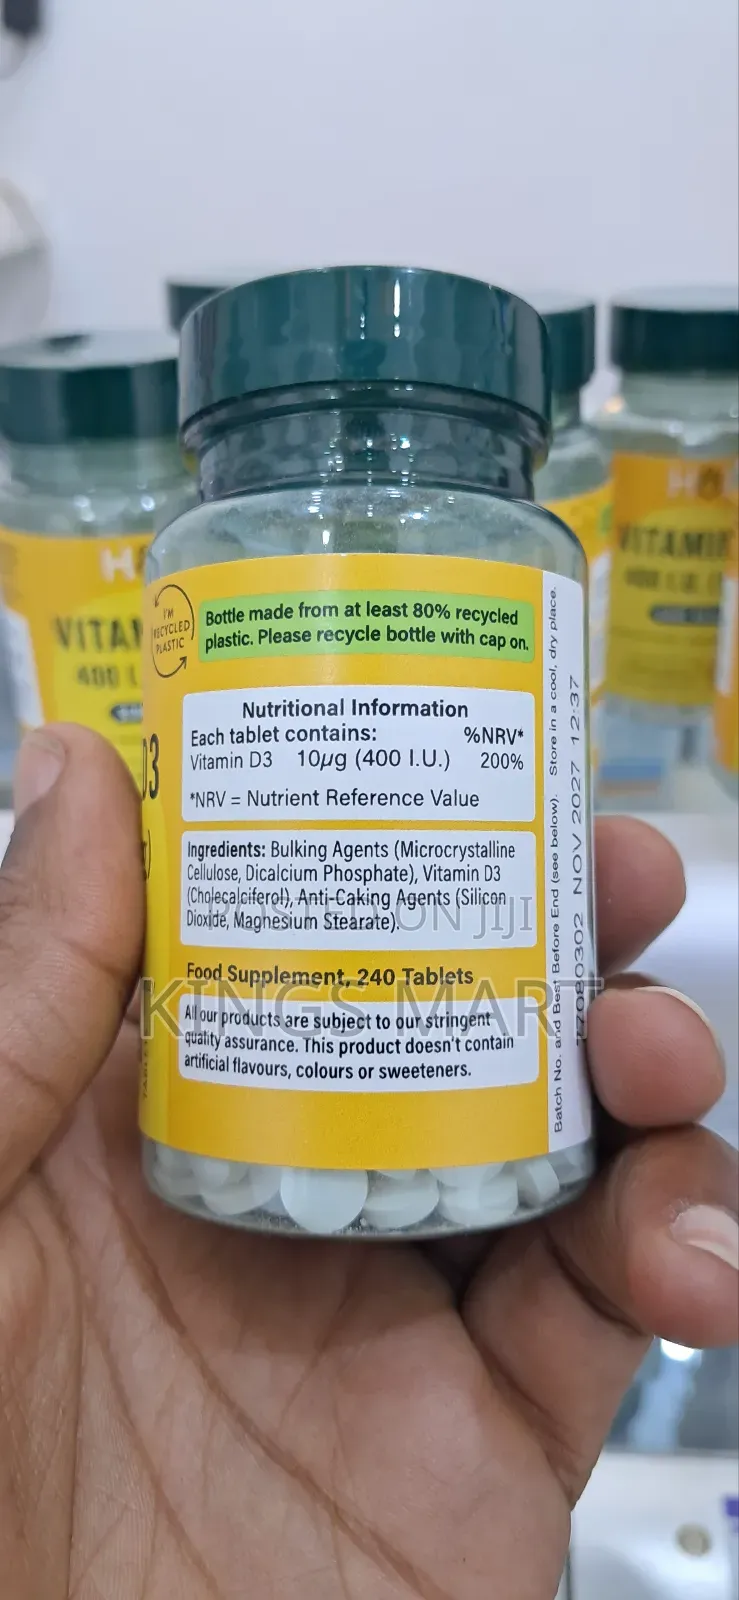 I'M
RECYCLED
PLASTIC
Bottle made from at least 80% recycled
plastic. Please recycle bottle with cap on.
Nutritional Information
Each tablet contains: %NRV*
Vitamin D3 10µg (400 I.U.) 200%
*NRV = Nutrient Reference Value
Ingredients: Bulking Agents (Microcrystalline
Cellulose, Dicalcium Phosphate), Vitamin D3
(Cholecalciferol), Anti-Caking Agents (Silicon
Dioxide, Magnesium Stearate).
Food Supplement, 240 Tablets
All our products are subject to our stringent
quality assurance. This product doesn't contain
artificial flavours, colours or sweeteners.
Batch No. and Best Before End (see below). Store in a cool, dry place.
NOV 2027 12:37
D3
POSTED ON JIJI
KINGS MART
VITAM
400 I.
VITAMI
400 I.U.